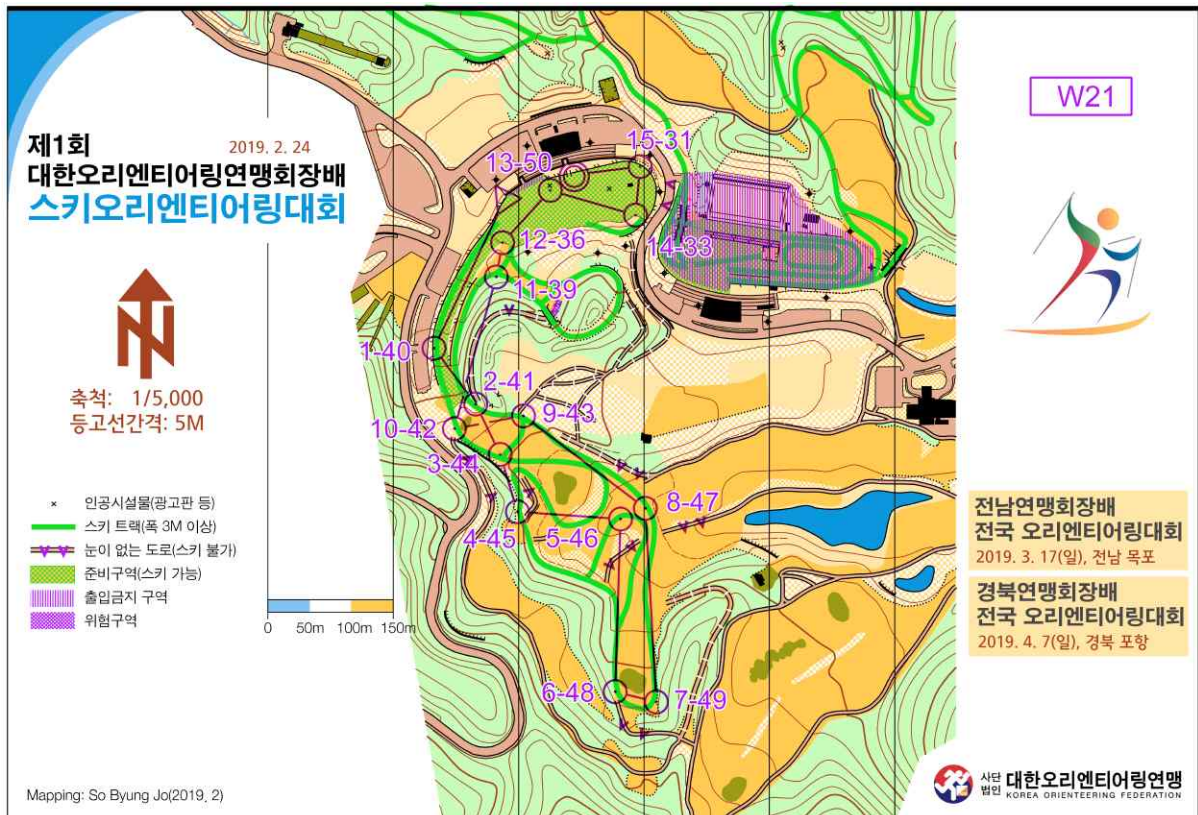 제1회
2019. 2. 24
대한오리엔티어링연맹회장배
스키오리엔티어링대회
축척: 1/5,000
등고선간격: 5M
인공시설물(광고판 등)
스키 트랙(폭 3M 이상)
눈이 없는 도로(스키 불가)
준비구역(스키 가능)
출입금지 구역
위험구역
0 50m 100m 150m
Mapping: So Byung Jo(2019, 2)
15-31
13-50
12-36
14-33
11-39
1-40
2-41
9-43
10-42
3-44
8-47
4-45
5-46
6-48
7-49
W21
전남연맹회장배
전국 오리엔티어링대회
2019. 3. 17(일), 전남 목포
경북연맹회장배
전국 오리엔티어링대회
2019. 4. 7(일), 경북 포항
사단법인 대한오리엔티어링연맹
KOREA ORIENTEERING FEDERATION